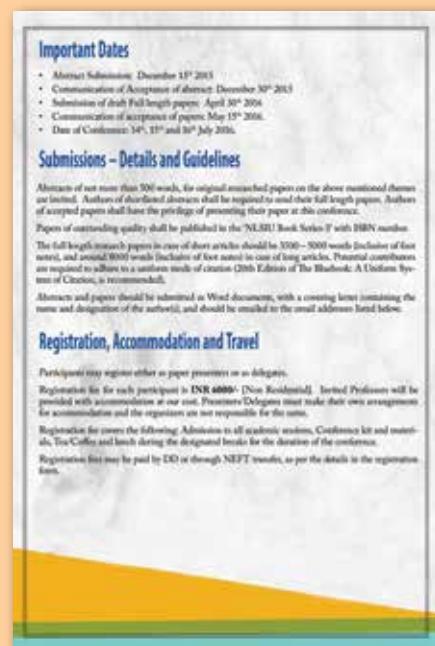 Important Dates
• Abstract Submission: December 15th 2015
• Communication of Acceptance of abstract: December 30th 2015
• Submission of draft Full length papers: April 30th 2016
• Communication of acceptance of papers: May 15th 2016.
• Date of Conference: 14th, 15th and 16th July 2016.
Submissions – Details and Guidelines
Abstracts of not more than 500 words, for original researched papers on the above mentioned themes
are invited. Authors of shortlisted abstracts shall be required to send their full length papers. Authors
of accepted papers shall have the privilege of presenting their paper at this conference.
Papers of outstanding quality shall be published in the 'NLSIU Book Series I' with ISBN number.
The full length research papers in case of short articles should be 3500 – 5000 words (inclusive of foot
notes), and around 8000 words (inclusive of foot notes) in case of long articles. Potential contributors
are required to adhere to a uniform mode of citation (20th Edition of The Bluebook: A Uniform Sys-
tem of Citation, is recommended).
Abstracts and papers should be submitted as Word documents, with a covering letter containing the
name and designation of the author(s), and should be emailed to the email addresses listed below.
Registration, Accommodation and Travel
Participants may register either as paper presenters or as delegates.
Registration fee for each participants is INR 6000/- [Non Residential]. Invited Professors will be
provided with accommodation at our cost. Presenters/Delegates must make their own arrangements
for accommodation and the organizers are not responsible for the same.
Registration fee covers the following: Admission to all academic sessions, Conference kit and materi-
als, Tea/Coffee and lunch during the designated breaks for the duration of the conference.
Registration fees may be paid by DD or through NEFT transfer, as per the details in the registration
form.